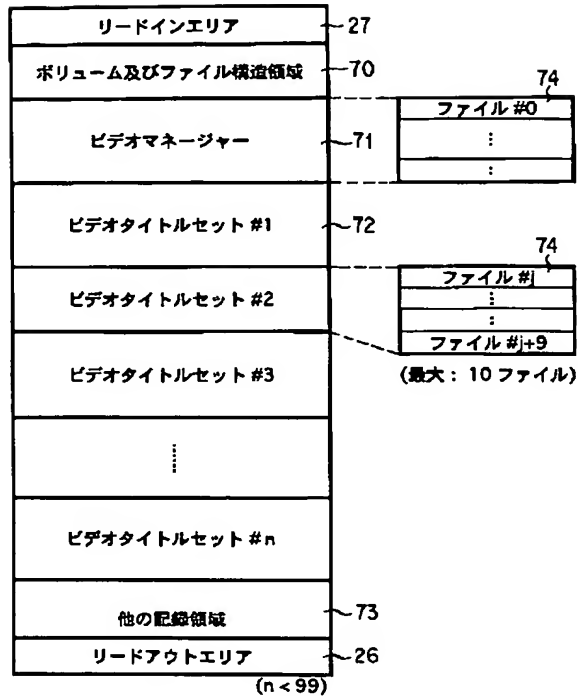 リードインエリア 27
ボリューム及びファイル構造領域 70
74
ファイル #0
ビデオマネージャー 71
⋮
:
ビデオタイトルセット #1 72
74
ファイル #j
ビデオタイトルセット #2
⋮
:
ファイル #j+9
(最大： 10 ファイル)
ビデオタイトルセット #3
⋮
ビデオタイトルセット #n
他の記録領域 73
リードアウトエリア 26
(n < 99)